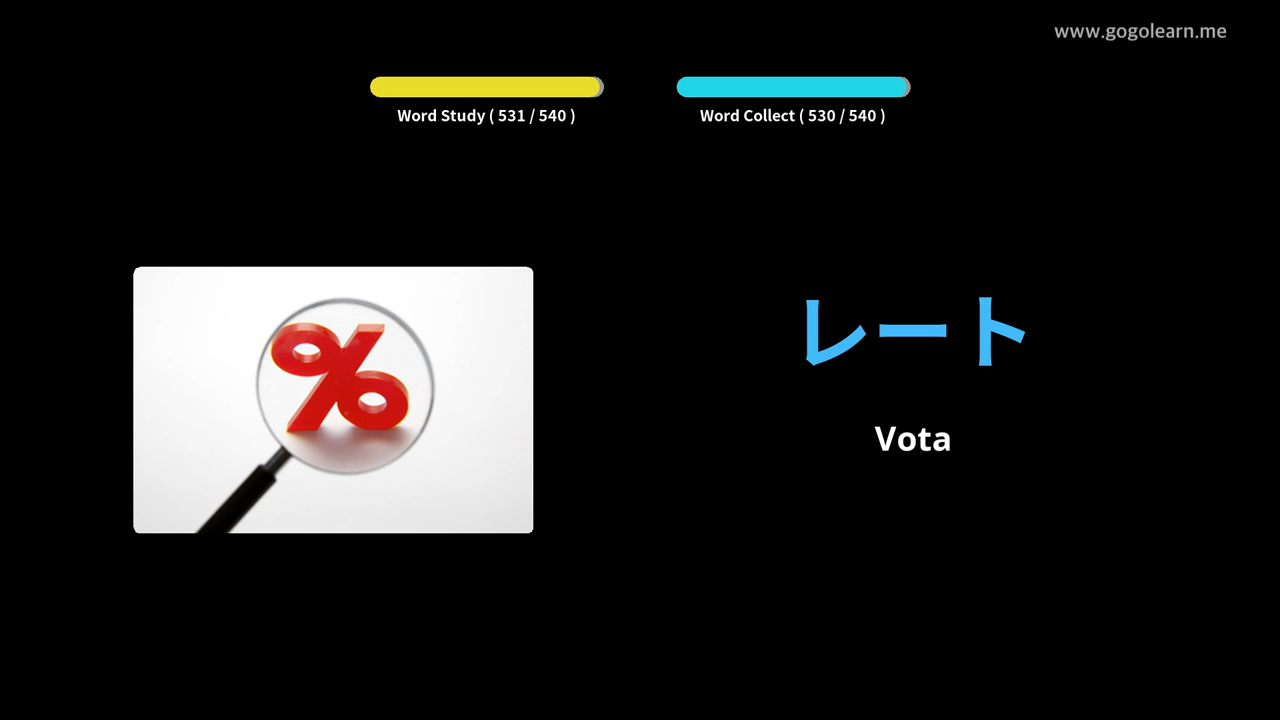 www.gogolearn.me
Word Study ( 531 / 540 )
Word Collect ( 530 / 540 )
%
レート
Vota